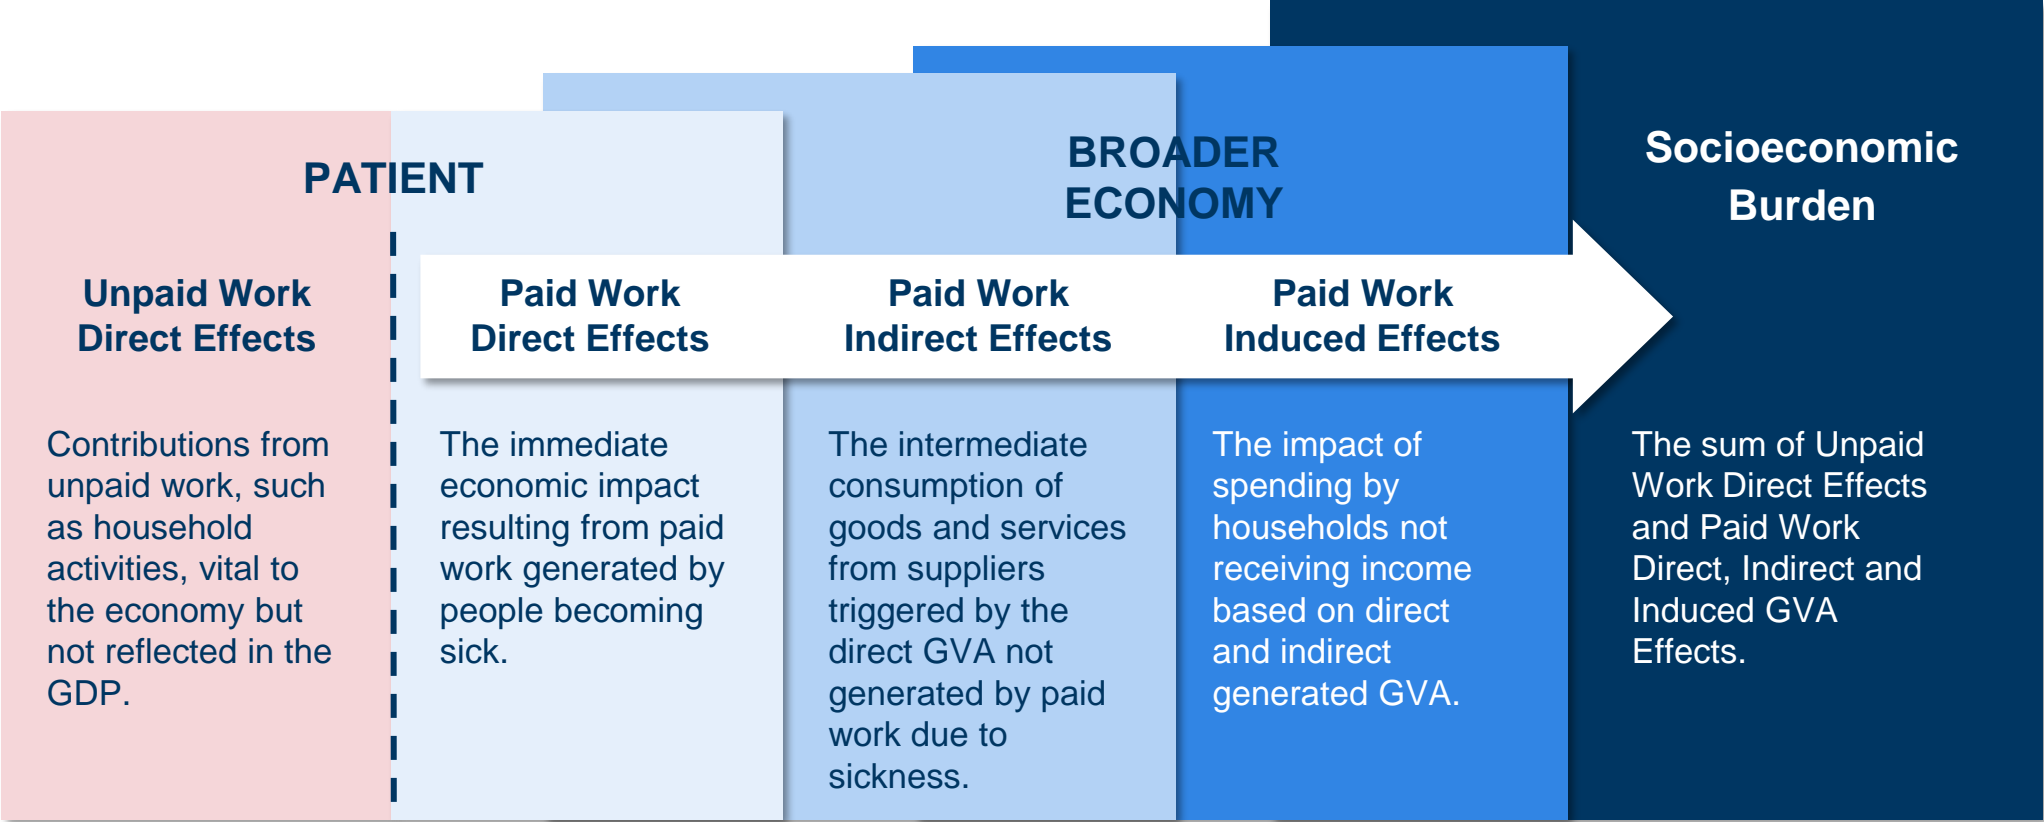 PATIENT
BROADER
ECONOMY
Socioeconomic
Burden
Unpaid Work
Direct Effects
Paid Work
Direct Effects
Paid Work
Indirect Effects
Paid Work
Induced Effects
Contributions from
unpaid work, such
as household
activities, vital to
the economy but
not reflected in the
GDP.
The immediate
economic impact
resulting from paid
work generated by
people becoming
sick.
The intermediate
consumption of
goods and services
from suppliers
triggered by the
direct GVA not
generated by paid
work due to
sickness.
The impact of
spending by
households not
receiving income
based on direct
and indirect
generated GVA.
The sum of Unpaid
Work Direct Effects
and Paid Work
Direct, Indirect and
Induced GVA
Effects.